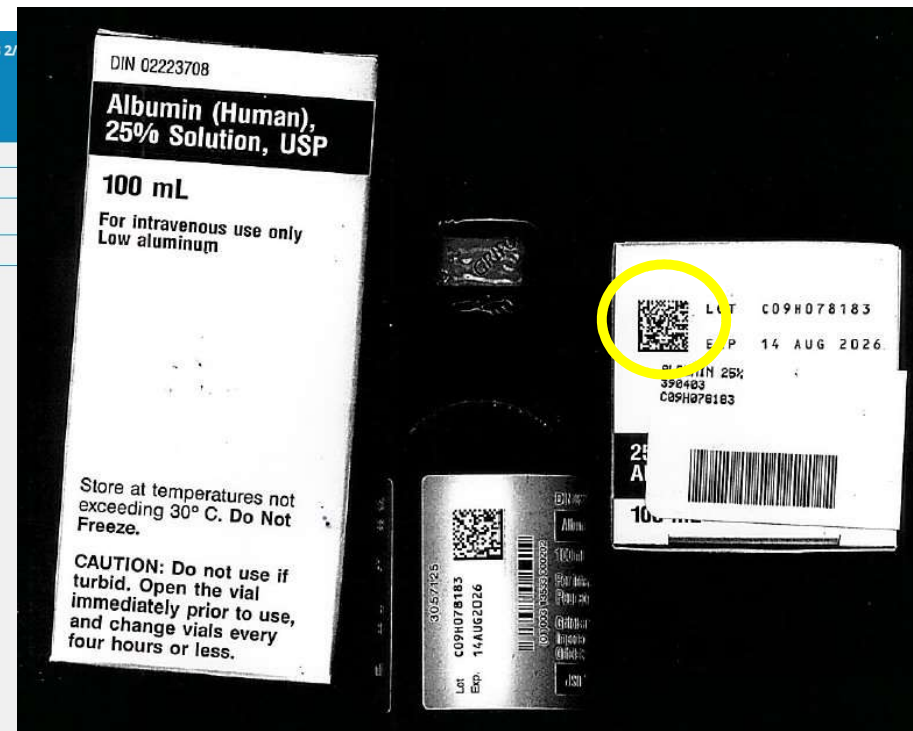 2/
DIN 02223708
Albumin (Human),
25% Solution, USP
100 mL
For intravenous use only
Low aluminum
Store at temperatures not
exceeding 30° C. Do Not
Freeze.
CAUTION: Do not use if
turbid. Open the vial
immediately prior to use,
and change vials every
four hours or less.
3057125
Lot C09H078183
Exp. 14AUG2026
LOT C09H078183
EXP 14 AUG 2026
ALBUMIN 25%
390403
C09H078183
25